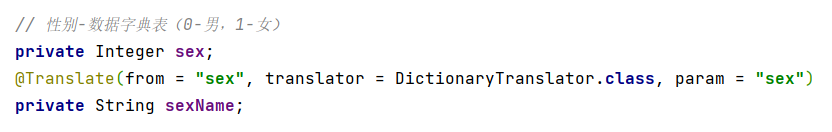 // 性别-数据字典表（0-男，1-女）
private Integer sex;
@Translate(from = "sex", translator = DictionaryTranslator.class, param = "sex")
private String sexName;